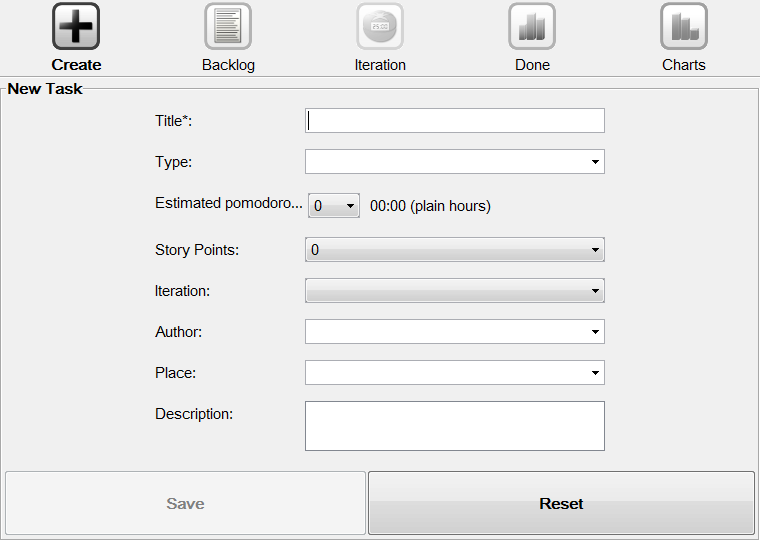 Create Backlog Iteration Done Charts
New Task
Title*:
Type:
Estimated pomodoro... 0 00:00 (plain hours)
Story Points: 0
Iteration:
Author:
Place:
Description:
Save Reset